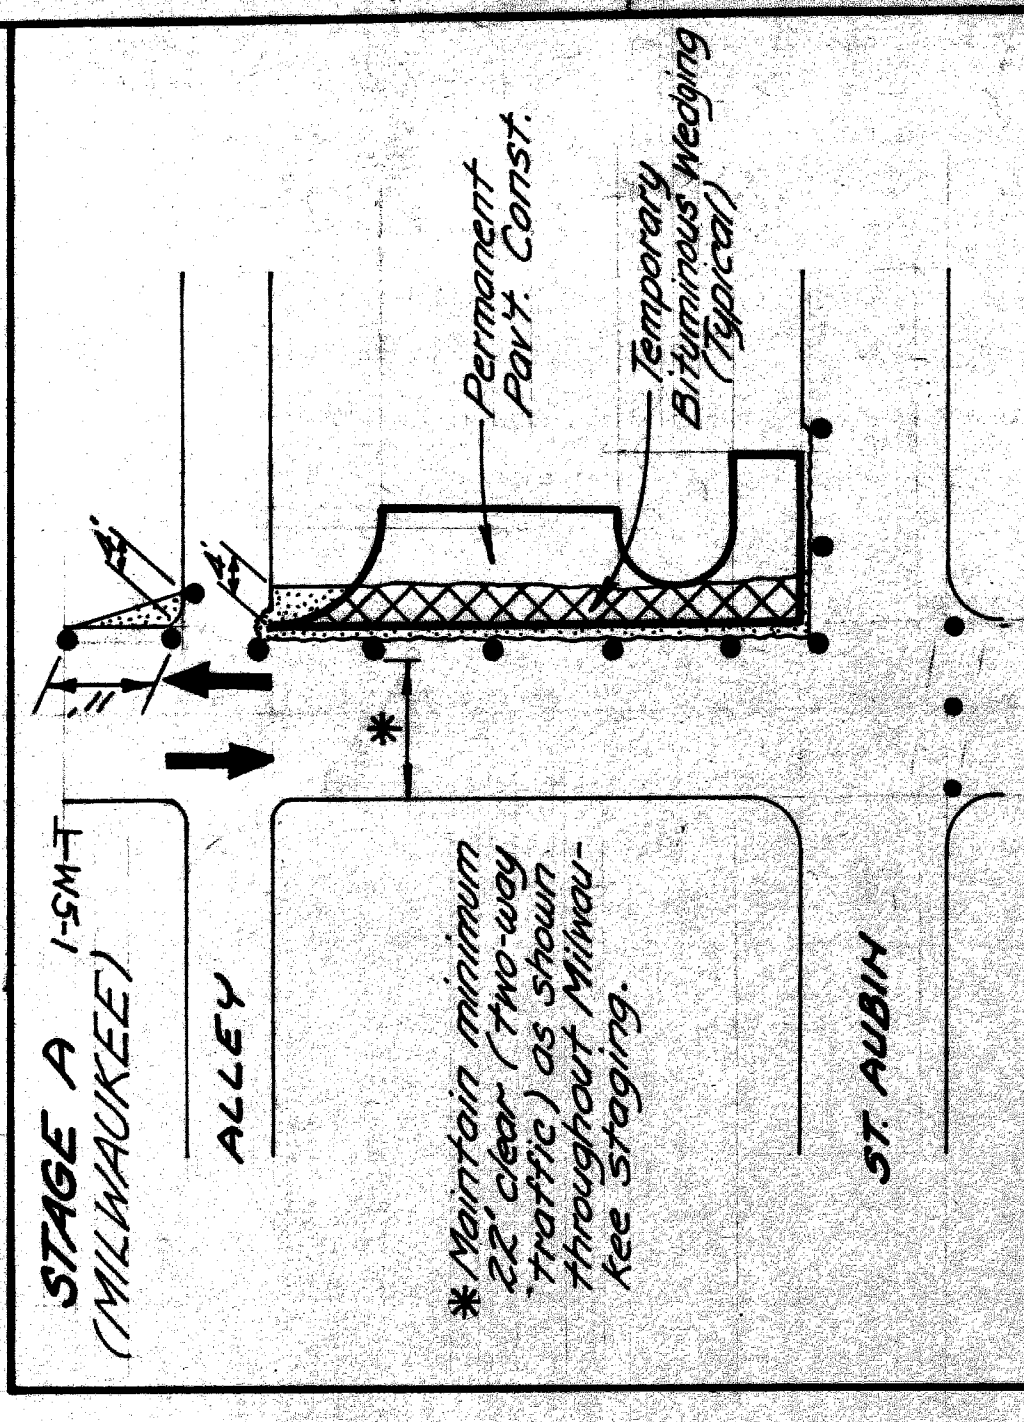 STAGE A 1-5M-T
(MILWAUKEE)
ALLEY
4'
4'
11'
*
Permanent
Pav't. Const.
Temporary
Bituminous Wedging
(Typical)
* Maintain minimum
22' clear (two-way
traffic) as shown
throughout Milwau-
kee staging.
ST. AUBIN